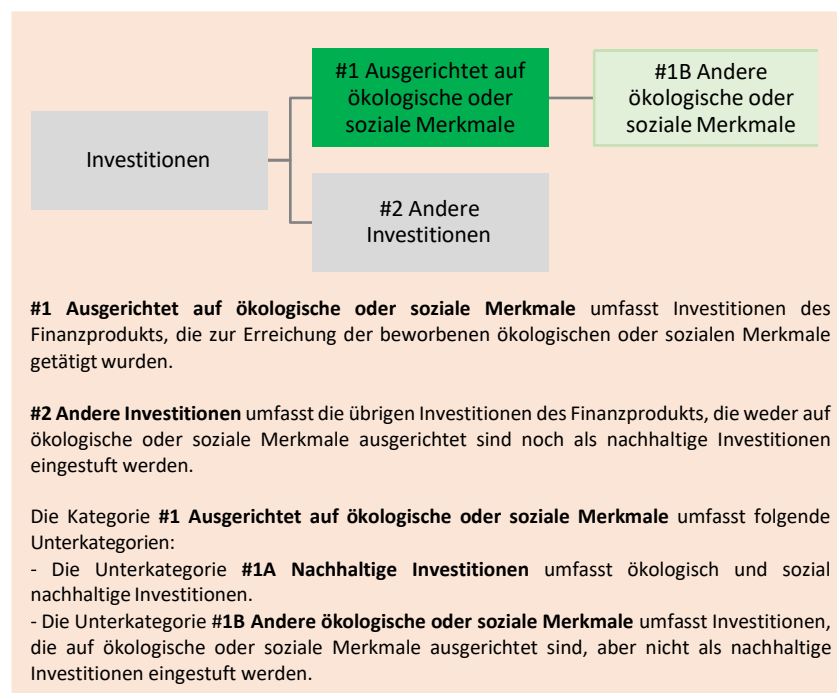 #1 Ausgerichtet auf
ökologische oder
soziale Merkmale
#1B Andere
ökologische oder
soziale Merkmale
Investitionen
#2 Andere
Investitionen
#1 Ausgerichtet auf ökologische oder soziale Merkmale umfasst Investitionen des
Finanzprodukts, die zur Erreichung der beworbenen ökologischen oder sozialen Merkmale
getätigt wurden.
#2 Andere Investitionen umfasst die übrigen Investitionen des Finanzprodukts, die weder auf
ökologische oder soziale Merkmale ausgerichtet sind noch als nachhaltige Investitionen
eingestuft werden.
Die Kategorie #1 Ausgerichtet auf ökologische oder soziale Merkmale umfasst folgende
Unterkategorien:
- Die Unterkategorie #1A Nachhaltige Investitionen umfasst ökologisch und sozial
nachhaltige Investitionen.
- Die Unterkategorie #1B Andere ökologische oder soziale Merkmale umfasst Investitionen,
die auf ökologische oder soziale Merkmale ausgerichtet sind, aber nicht als nachhaltige
Investitionen eingestuft werden.